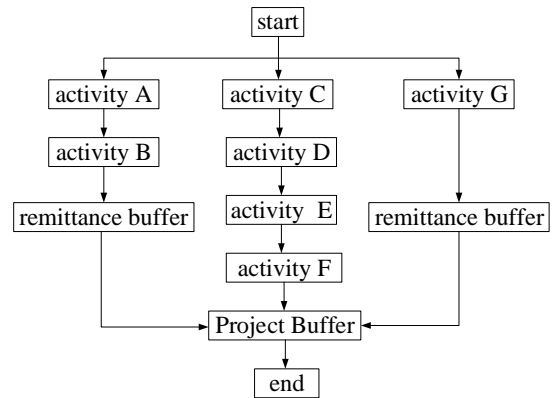 start
activity A
activity C
activity G
activity B
activity D
remittance buffer
activity E
remittance buffer
activity F
Project Buffer
end